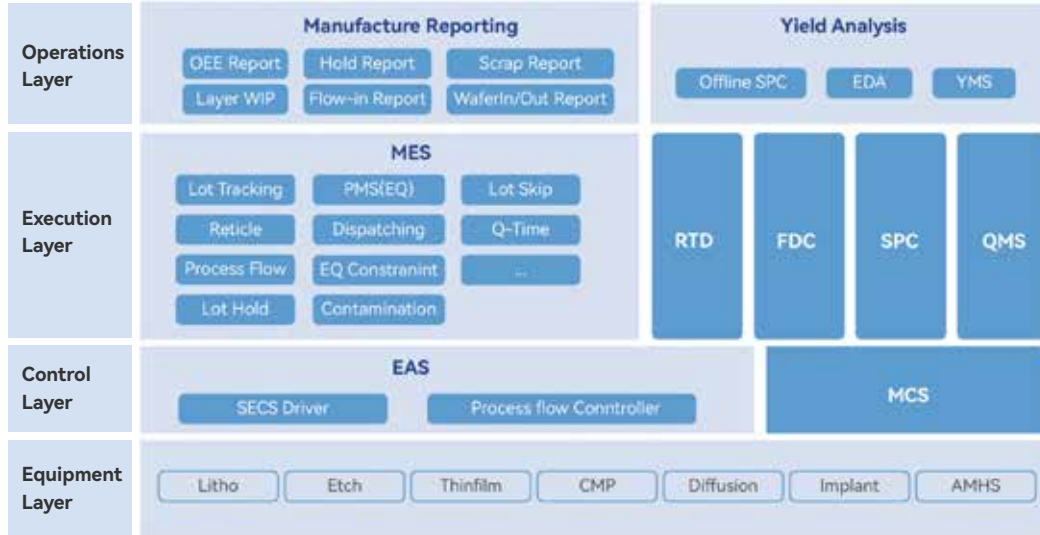 Operations
Layer
Manufacture Reporting
OEE Report
Hold Report
Scrap Report
Layer WIP
Flow-in Report
WaferIn/Out Report
Yield Analysis
Offline SPC
EDA
YMS
Execution
Layer
MES
Lot Tracking
PMS(EQ)
Lot Skip
Reticle
Dispatching
Q-Time
Process Flow
EQ Constranint
...
Lot Hold
Contamination
RTD
FDC
SPC
QMS
Control
Layer
EAS
SECS Driver
Process flow Conntroller
MCS
Equipment
Layer
Litho
Etch
Thinfilm
CMP
Diffusion
Implant
AMHS